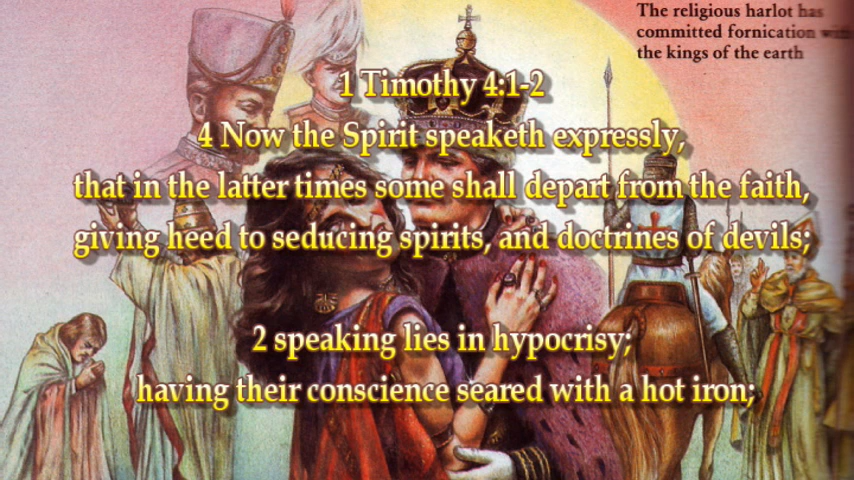 The religious harlot has
committed fornication with
the kings of the earth
1 Timothy 4:1-2
4 Now the Spirit speaketh expressly,
that in the latter times some shall depart from the faith,
giving heed to seducing spirits, and doctrines of devils;
2 speaking lies in hypocrisy;
having their conscience seared with a hot iron;